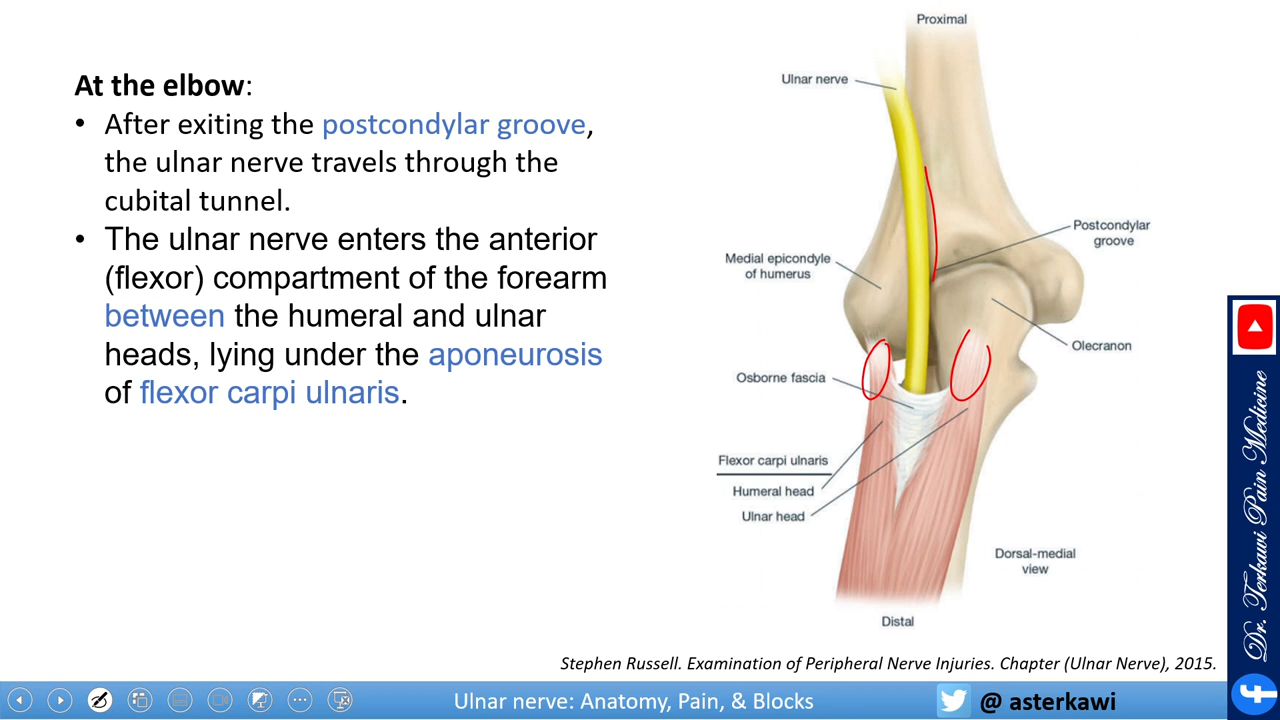 At the elbow:
• After exiting the postcondylar groove,
the ulnar nerve travels through the
cubital tunnel.
• The ulnar nerve enters the anterior
(flexor) compartment of the forearm
between the humeral and ulnar
heads, lying under the aponeurosis
of flexor carpi ulnaris.
Proximal
Ulnar nerve
Postcondylar
groove
Medial epicondyle
of humerus
Olecranon
Osborne fascia
Flexor carpi ulnaris
Humeral head
Ulnar head
Dorsal-medial
view
Distal
Stephen Russell. Examination of Peripheral Nerve Injuries. Chapter (Ulnar Nerve), 2015.
Ulnar nerve: Anatomy, Pain, & Blocks
@ asterkawi
Dr. Terkawi Pain Medicine